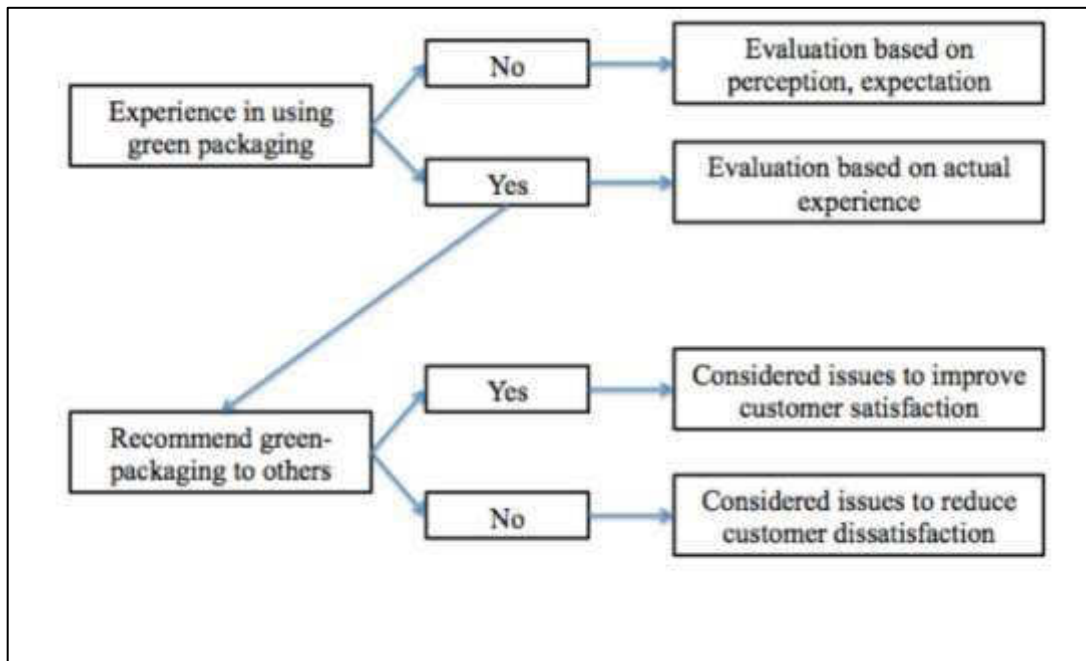 No
Evaluation based on
perception, expectation
Experience in using
green packaging
Yes
Evaluation based on actual
experience
Yes
Considered issues to improve
customer satisfaction
Recommend green-
packaging to others
No
Considered issues to reduce
customer dissatisfaction